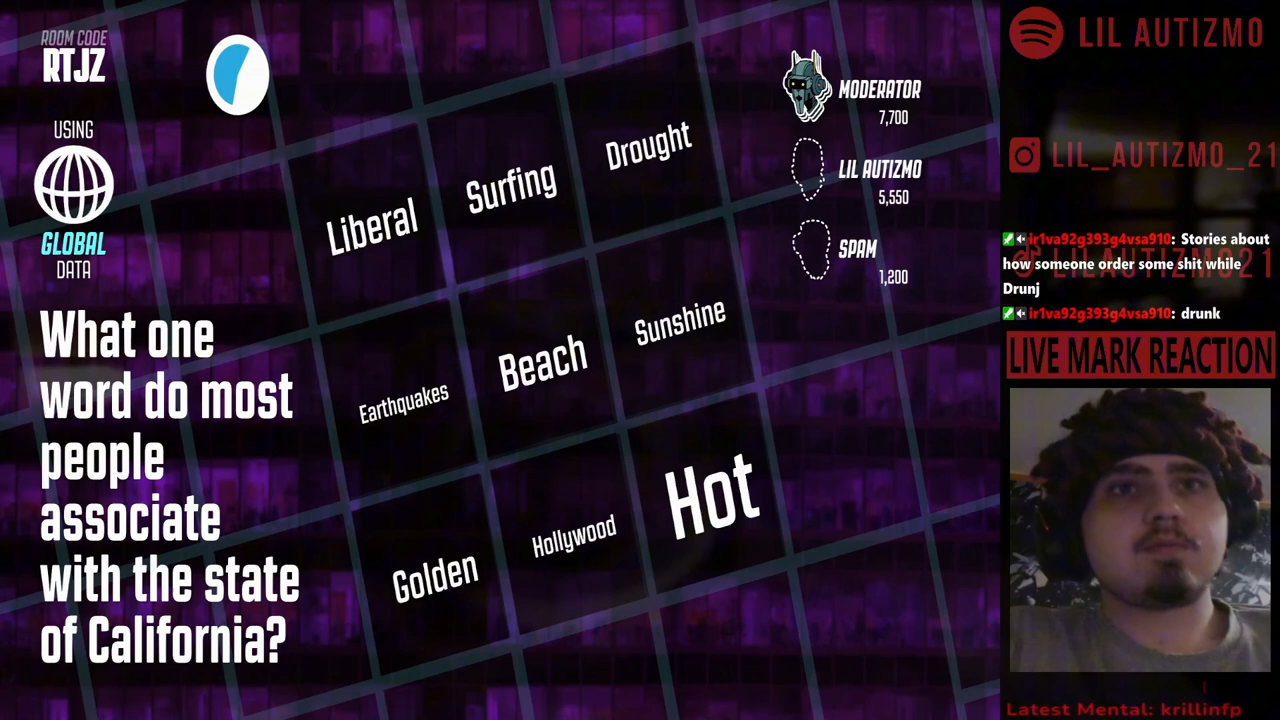 ROOM CODE
RTJZ
USING
GLOBAL
DATA
What one
word do most
people
associate
with the state
of California?
Liberal
Surfing
Drought
Earthquakes
Beach
Sunshine
Golden
Hollywood
Hot
MODERATOR
7,700
LIL AUTIZMO
5,550
SPAM
1,200
LIL AUTIZMO
LIL_AUTIZMO_21
LILAUTIZMO21
ir1va92g393g4vsa910: Stories about
how someone order some shit while
Drunj
ir1va92g393g4vsa910: drunk
LIVE MARK REACTION
Latest Mental: krillinfp